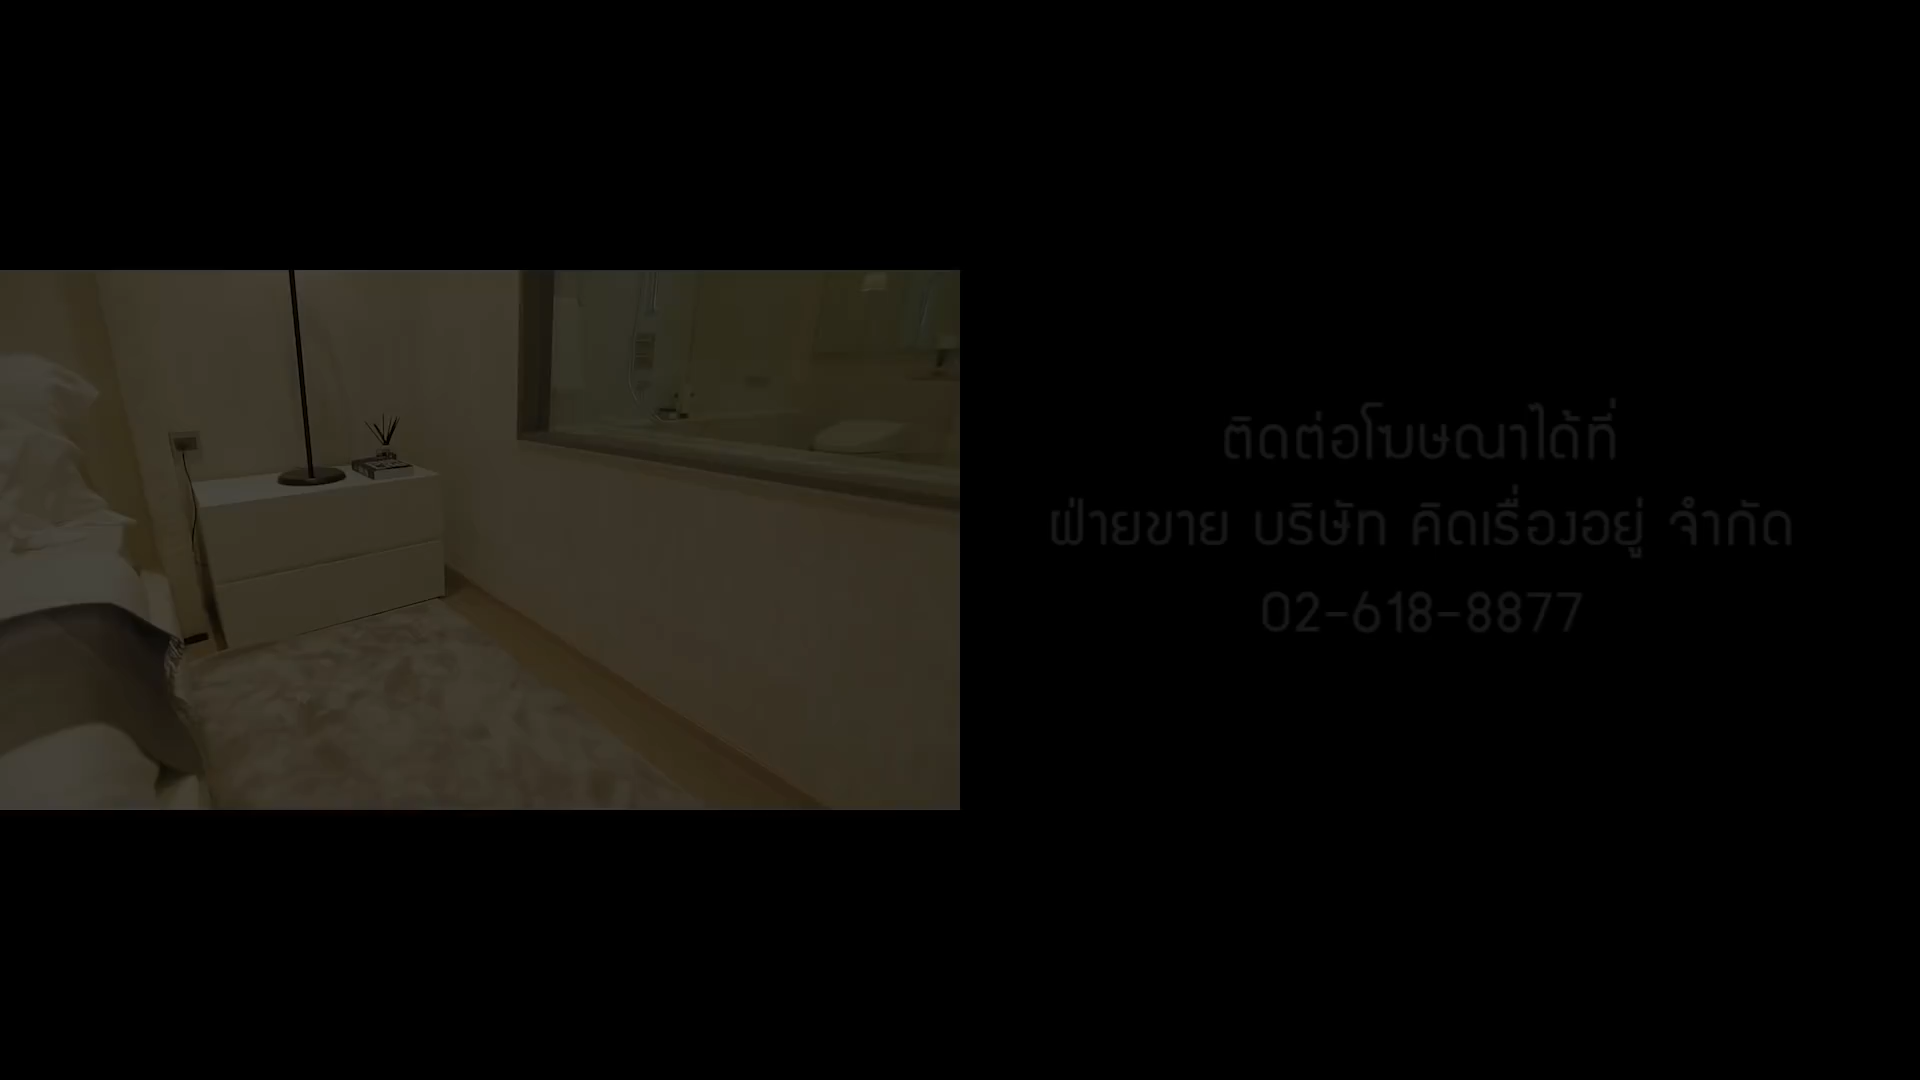 ติดต่อโฆษณาได้ที่
ฝ่ายขาย บริษัท คิดเรื่องอยู่ จำกัด
02-618-8877